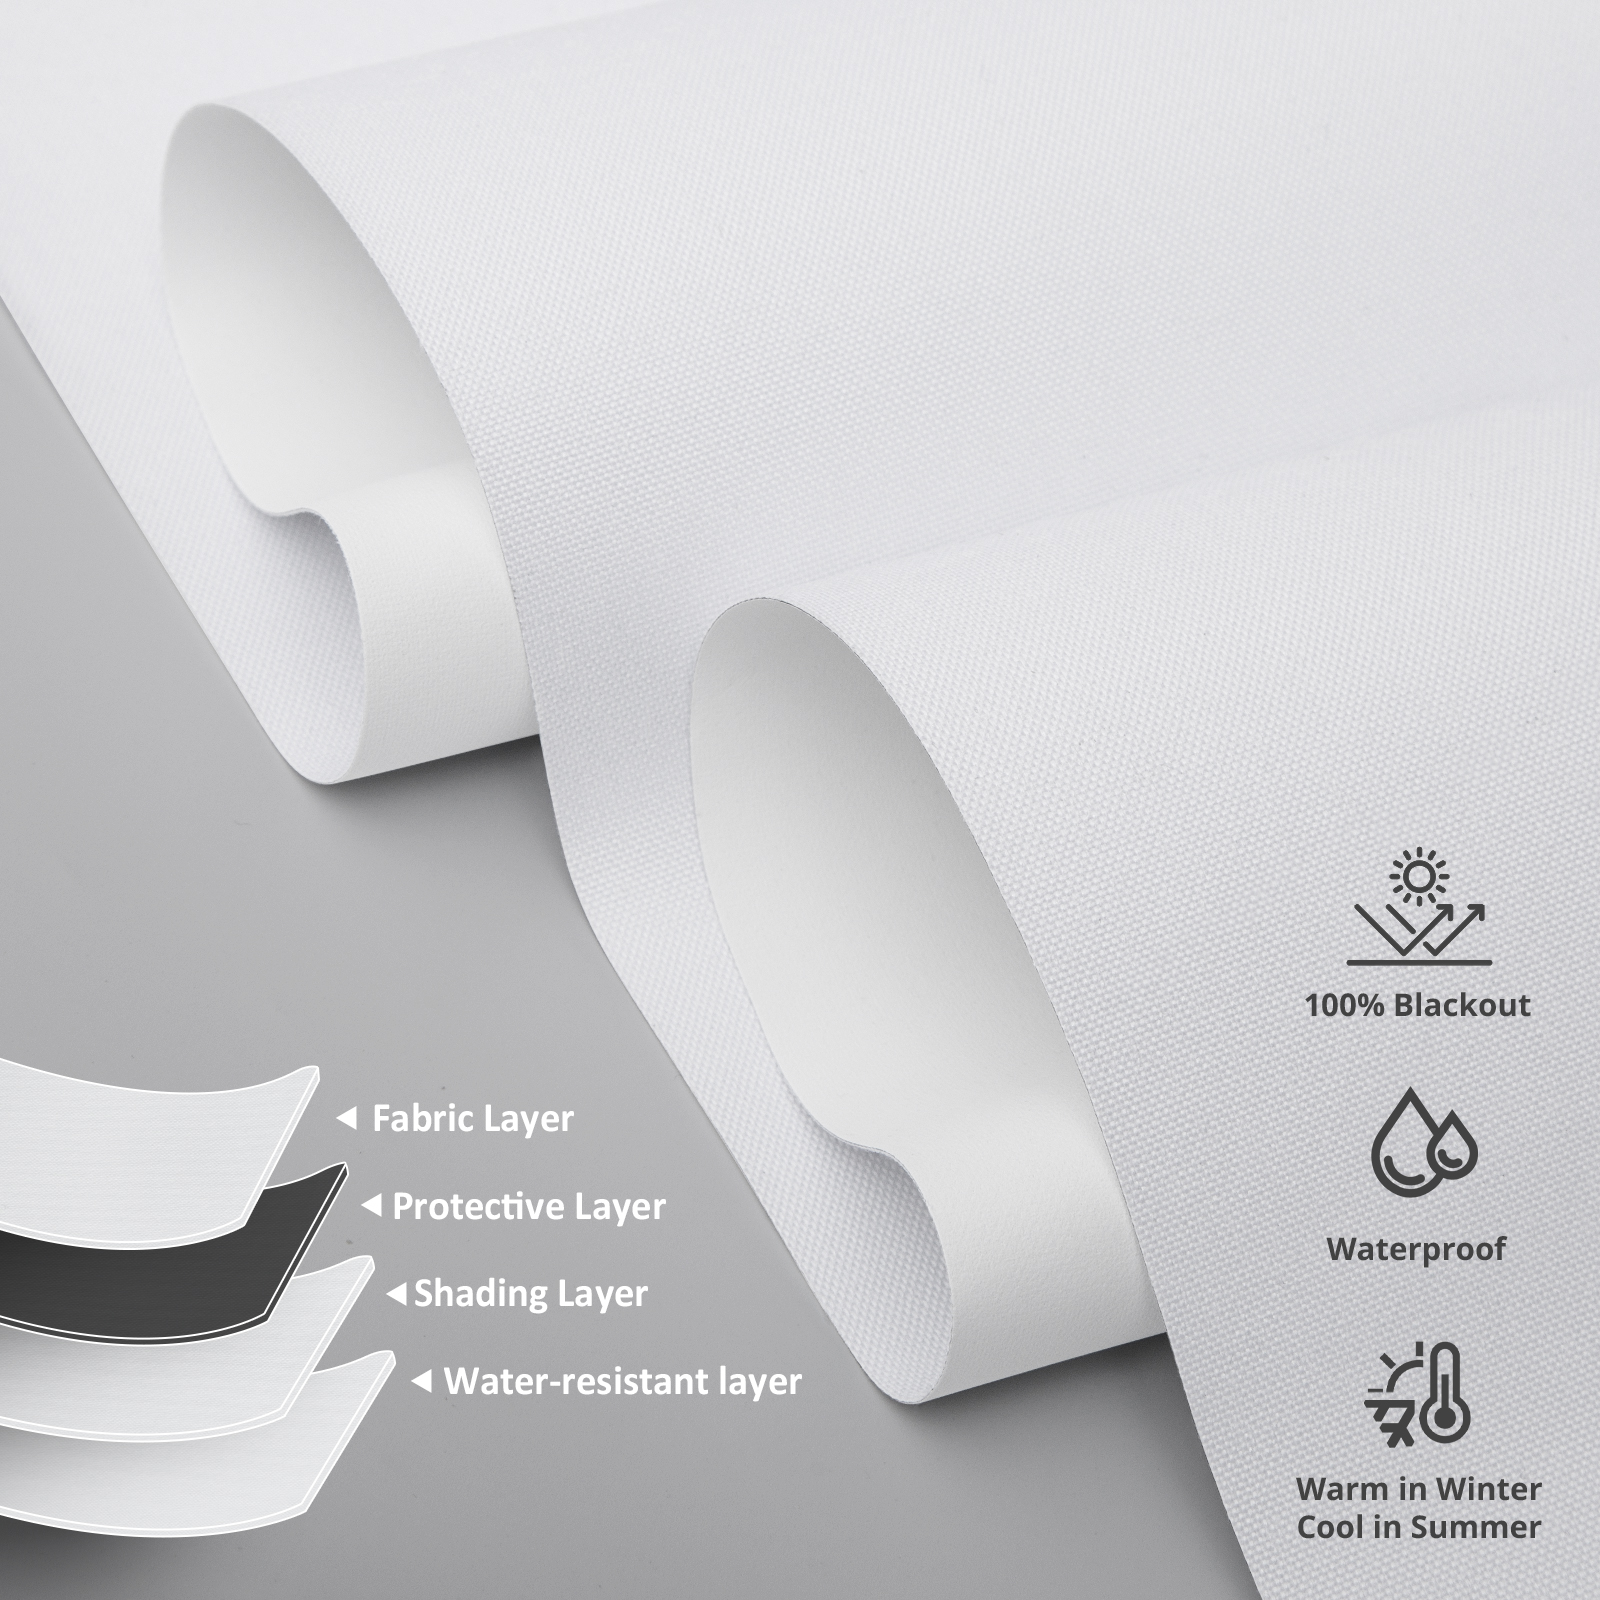 100% Blackout
Fabric Layer
Protective Layer
Waterproof
Shading Layer
Water-resistant layer
Warm in Winter
Cool in Summer